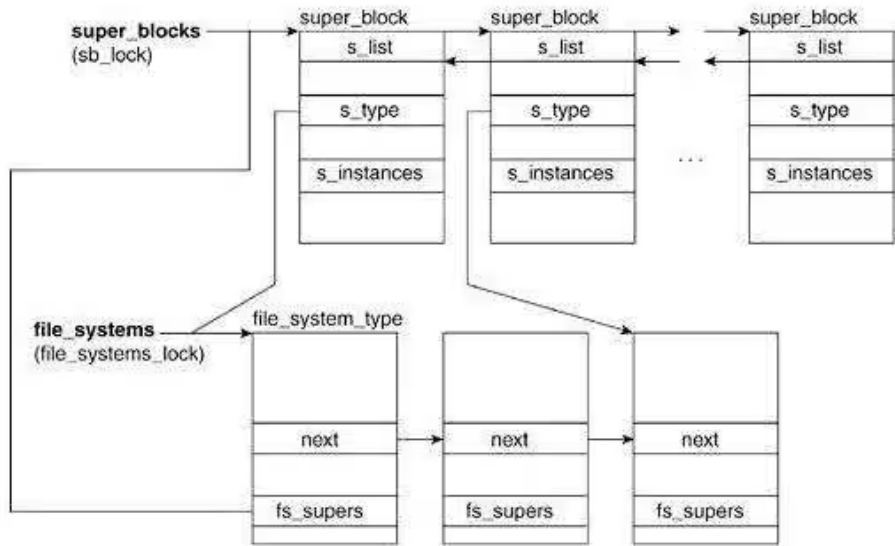 super_block
super_block
super_block
super_blocks
(sb_lock)
s_list
s_list
s_list
s_type
s_type
s_type
...
s_instances
s_instances
s_instances
file_systems
(file_systems_lock)
file_system_type
next
next
next
fs_supers
fs_supers
fs_supers